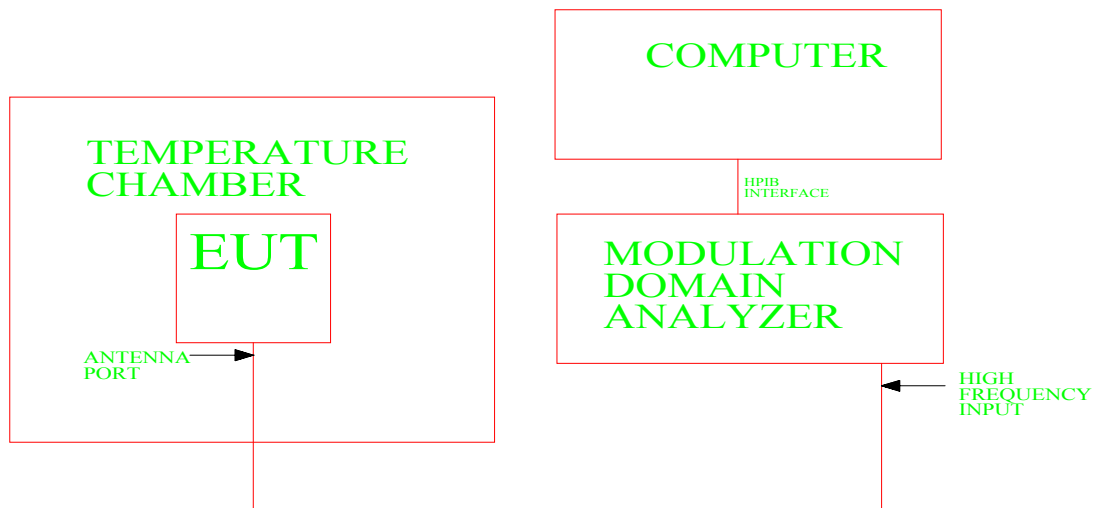 COMPUTER
TEMPERATURE
CHAMBER
HPIB
INTERFACE
EUT
MODULATION
DOMAIN
ANALYZER
ANTENNA
PORT
HIGH
FREQUENCY
INPUT